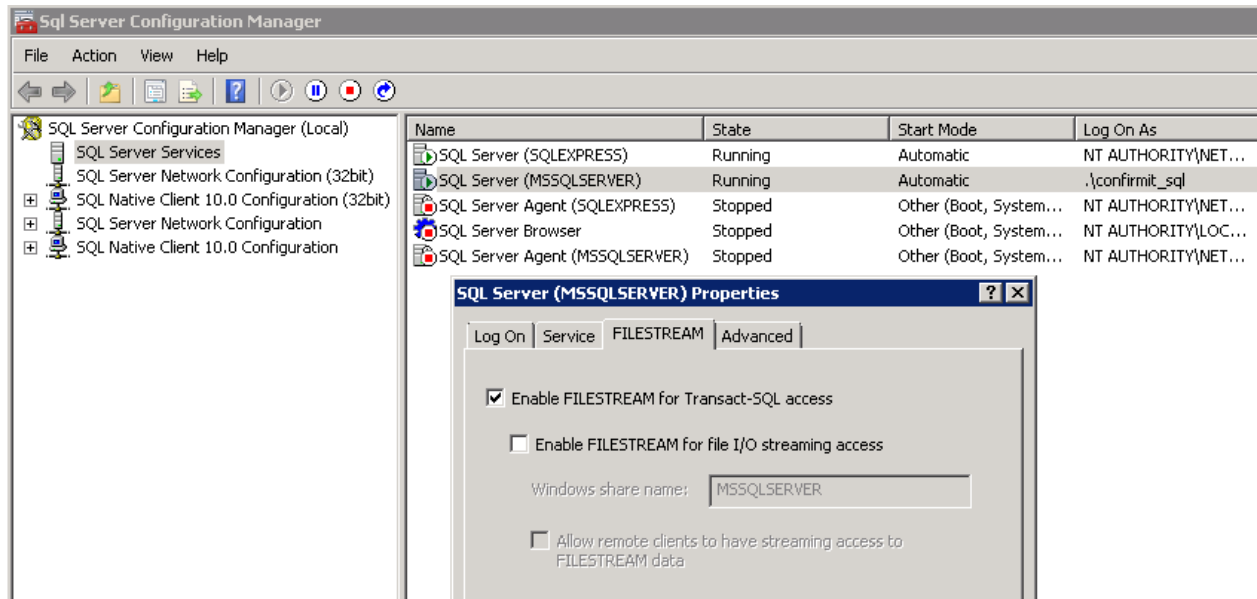 Sql Server Configuration Manager
File Action View Help
SQL Server Configuration Manager (Local)
SQL Server Services
SQL Server Network Configuration (32bit)
SQL Native Client 10.0 Configuration (32bit)
SQL Server Network Configuration
SQL Native Client 10.0 Configuration
Name State Start Mode Log On As
SQL Server (SQLEXPRESS) Running Automatic NT AUTHORITY\NET...
SQL Server (MSSQLSERVER) Running Automatic .\confirmit_sql
SQL Server Agent (SQLEXPRESS) Stopped Other (Boot, System... NT AUTHORITY\NET...
SQL Server Browser Stopped Other (Boot, System... NT AUTHORITY\LOC...
SQL Server Agent (MSSQLSERVER) Stopped Other (Boot, System... NT AUTHORITY\NET...
SQL Server (MSSQLSERVER) Properties
Log On Service FILESTREAM Advanced
Enable FILESTREAM for Transact-SQL access
Enable FILESTREAM for file I/O streaming access
Windows share name: MSSQLSERVER
Allow remote clients to have streaming access to
FILESTREAM data